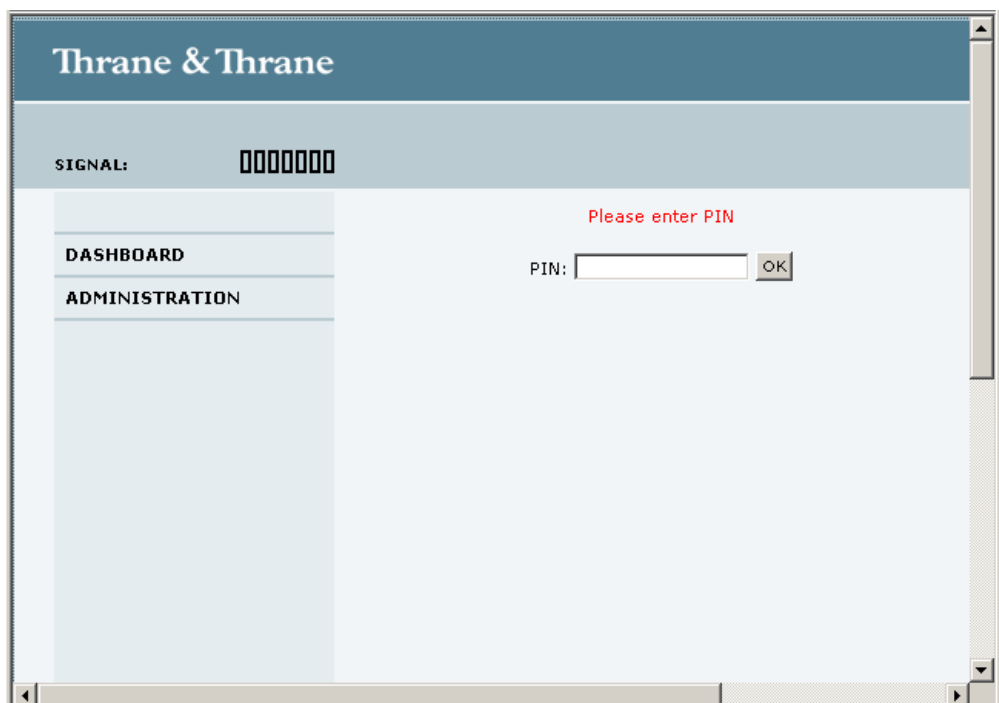 Thrane & Thrane
SIGNAL:
Please enter PIN
DASHBOARD
PIN: OK
ADMINISTRATION